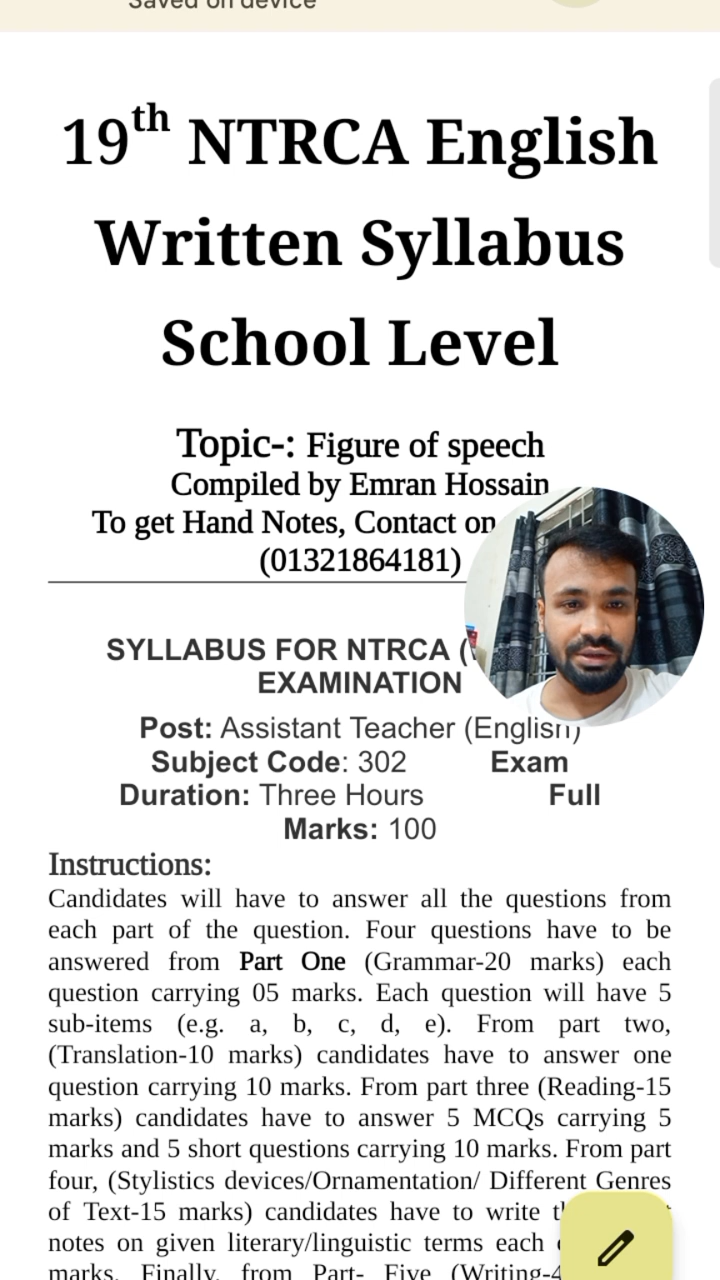 Saved on device
19th NTRCA English
Written Syllabus
School Level
Topic-: Figure of speech
Compiled by Emran Hossain
To get Hand Notes, Contact on
(01321864181)
SYLLABUS FOR NTRCA (
EXAMINATION
Post: Assistant Teacher (English)
Subject Code: 302 Exam
Duration: Three Hours Full
Marks: 100
Instructions:
Candidates will have to answer all the questions from
each part of the question. Four questions have to be
answered from Part One (Grammar-20 marks) each
question carrying 05 marks. Each question will have 5
sub-items (e.g. a, b, c, d, e). From part two,
(Translation-10 marks) candidates have to answer one
question carrying 10 marks. From part three (Reading-15
marks) candidates have to answer 5 MCQs carrying 5
marks and 5 short questions carrying 10 marks. From part
four, (Stylistics devices/Ornamentation/ Different Genres
of Text-15 marks) candidates have to write
notes on given literary/linguistic terms each
marks. Finally, from Part- Five (Writing-4